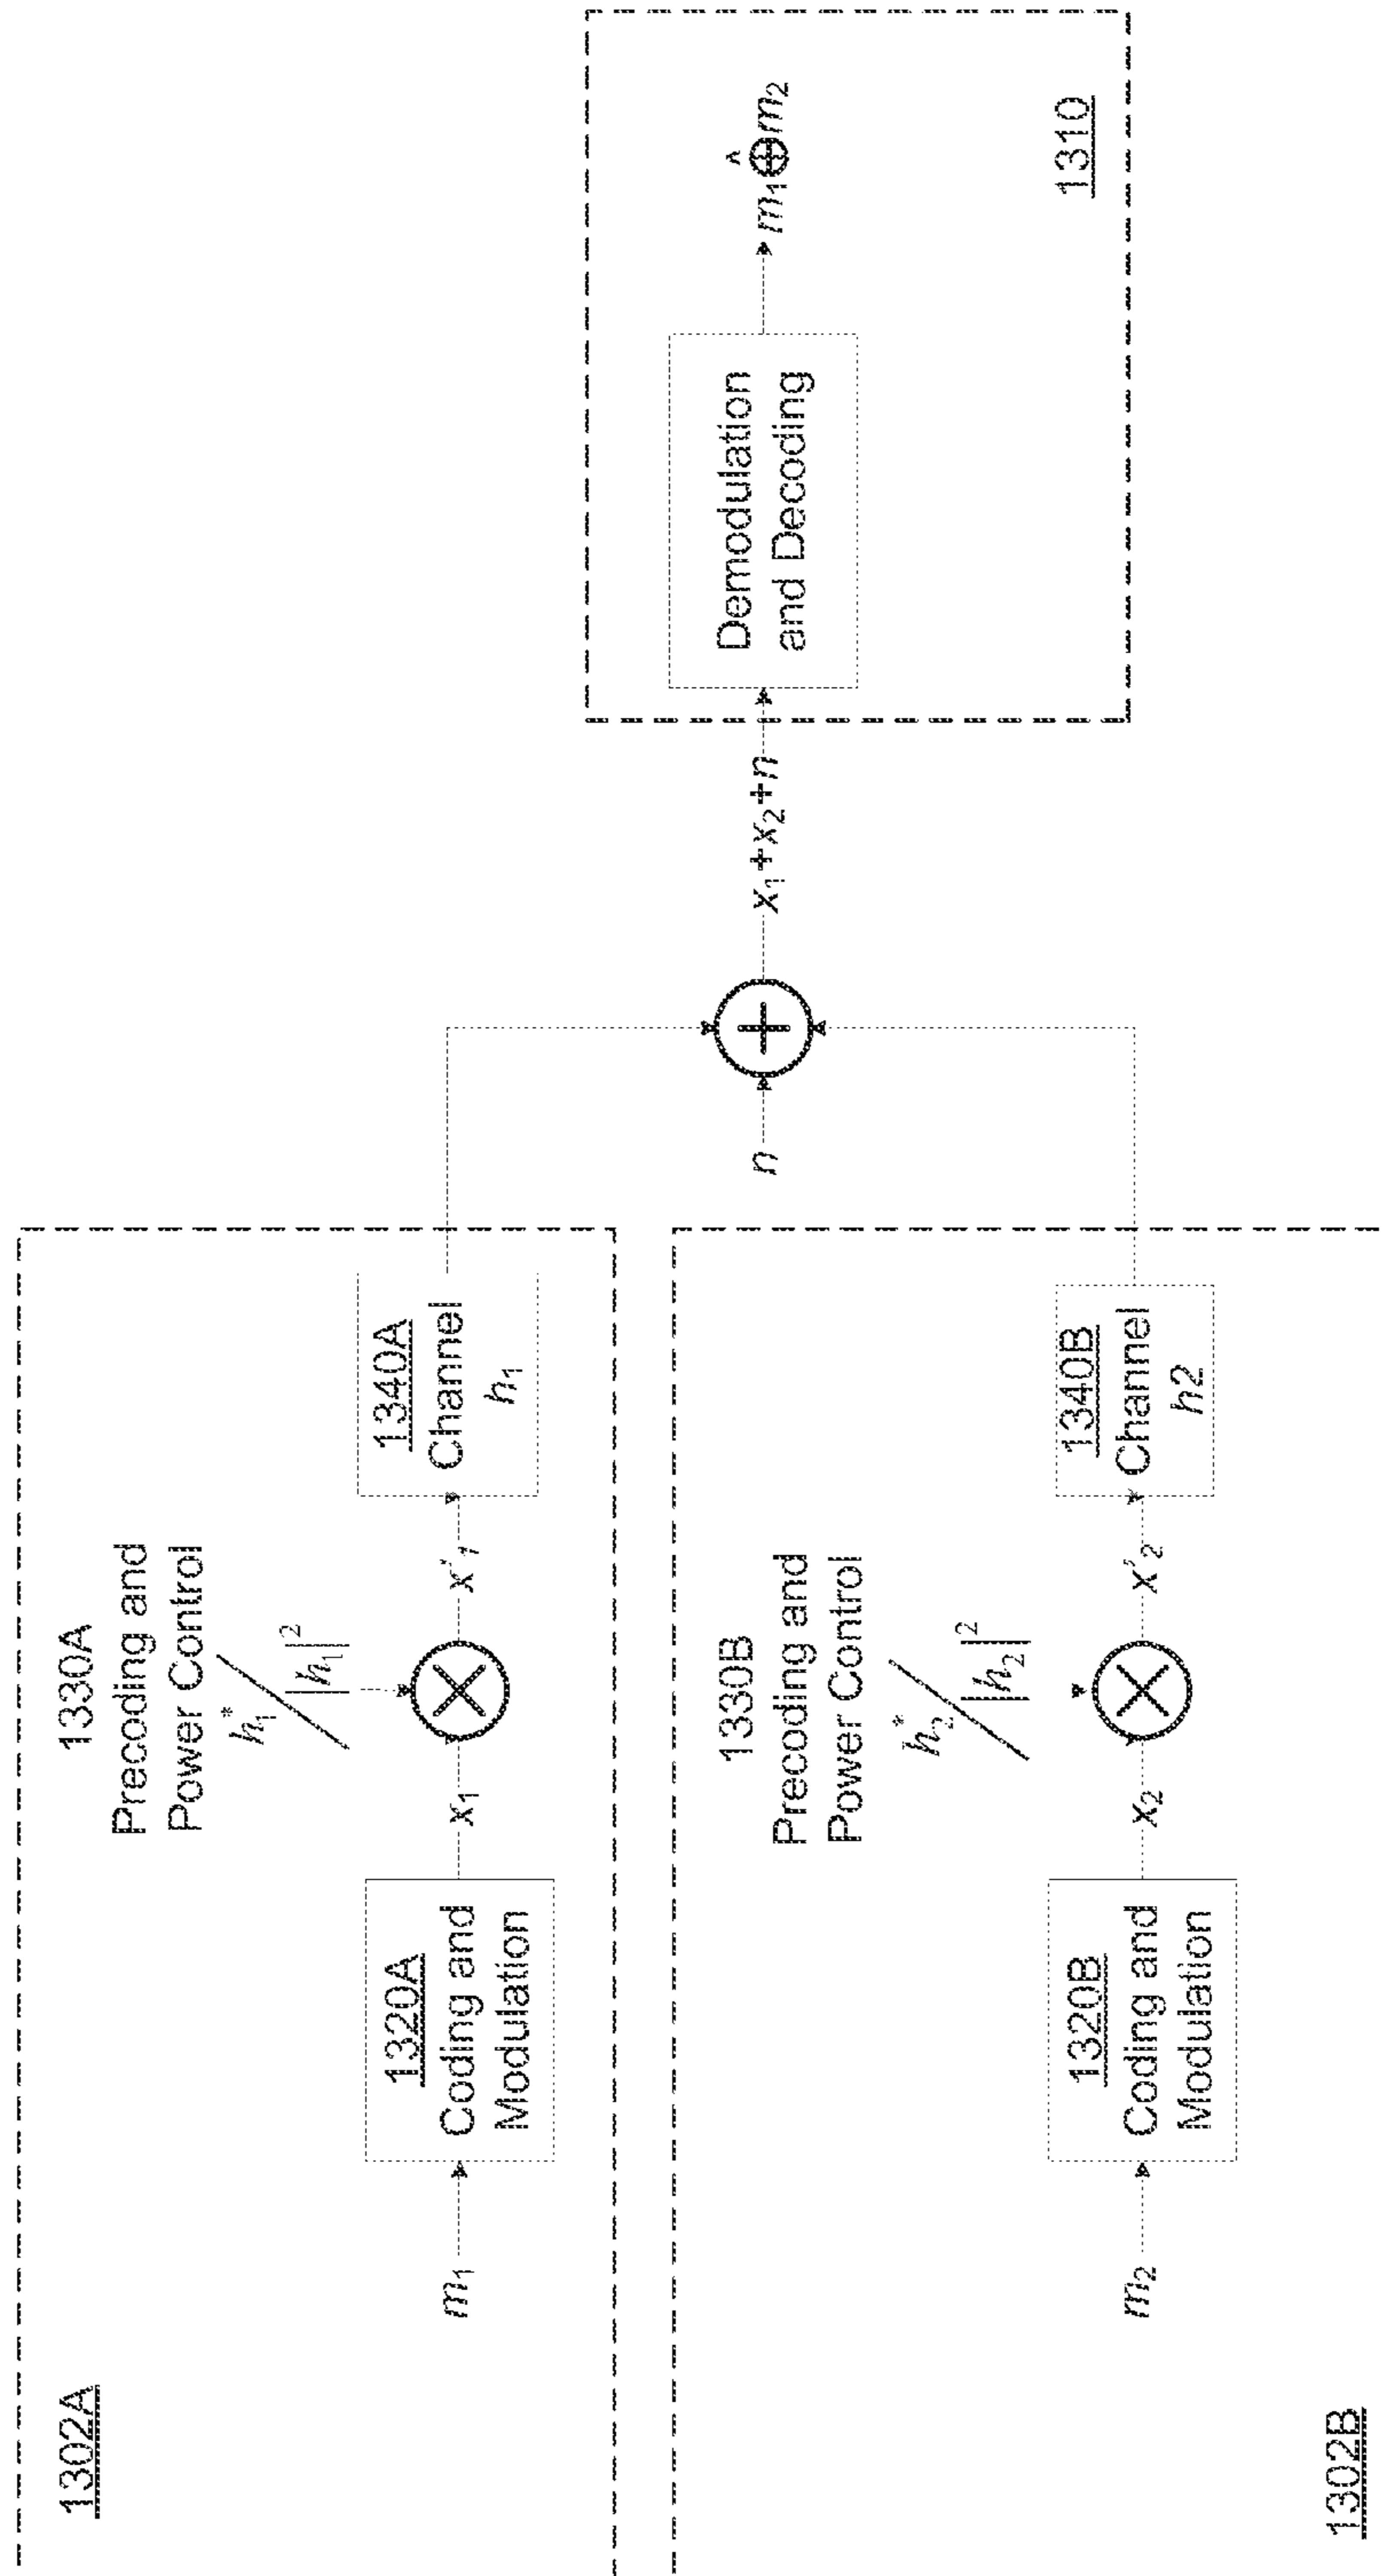 1302A
m₁
1320A
Coding and
Modulation
x₁
1330A
Precoding and
Power Control
h₁*/|h₁|²
x'₁
1340A
Channel
h₁
n
x₁+x₂+n
Demodulation
and Decoding
m₁⊕̂m₂
1310
1302B
m₂
1320B
Coding and
Modulation
x₂
1330B
Precoding and
Power Control
h₂*/|h₂|²
x'₂
1340B
Channel
h2